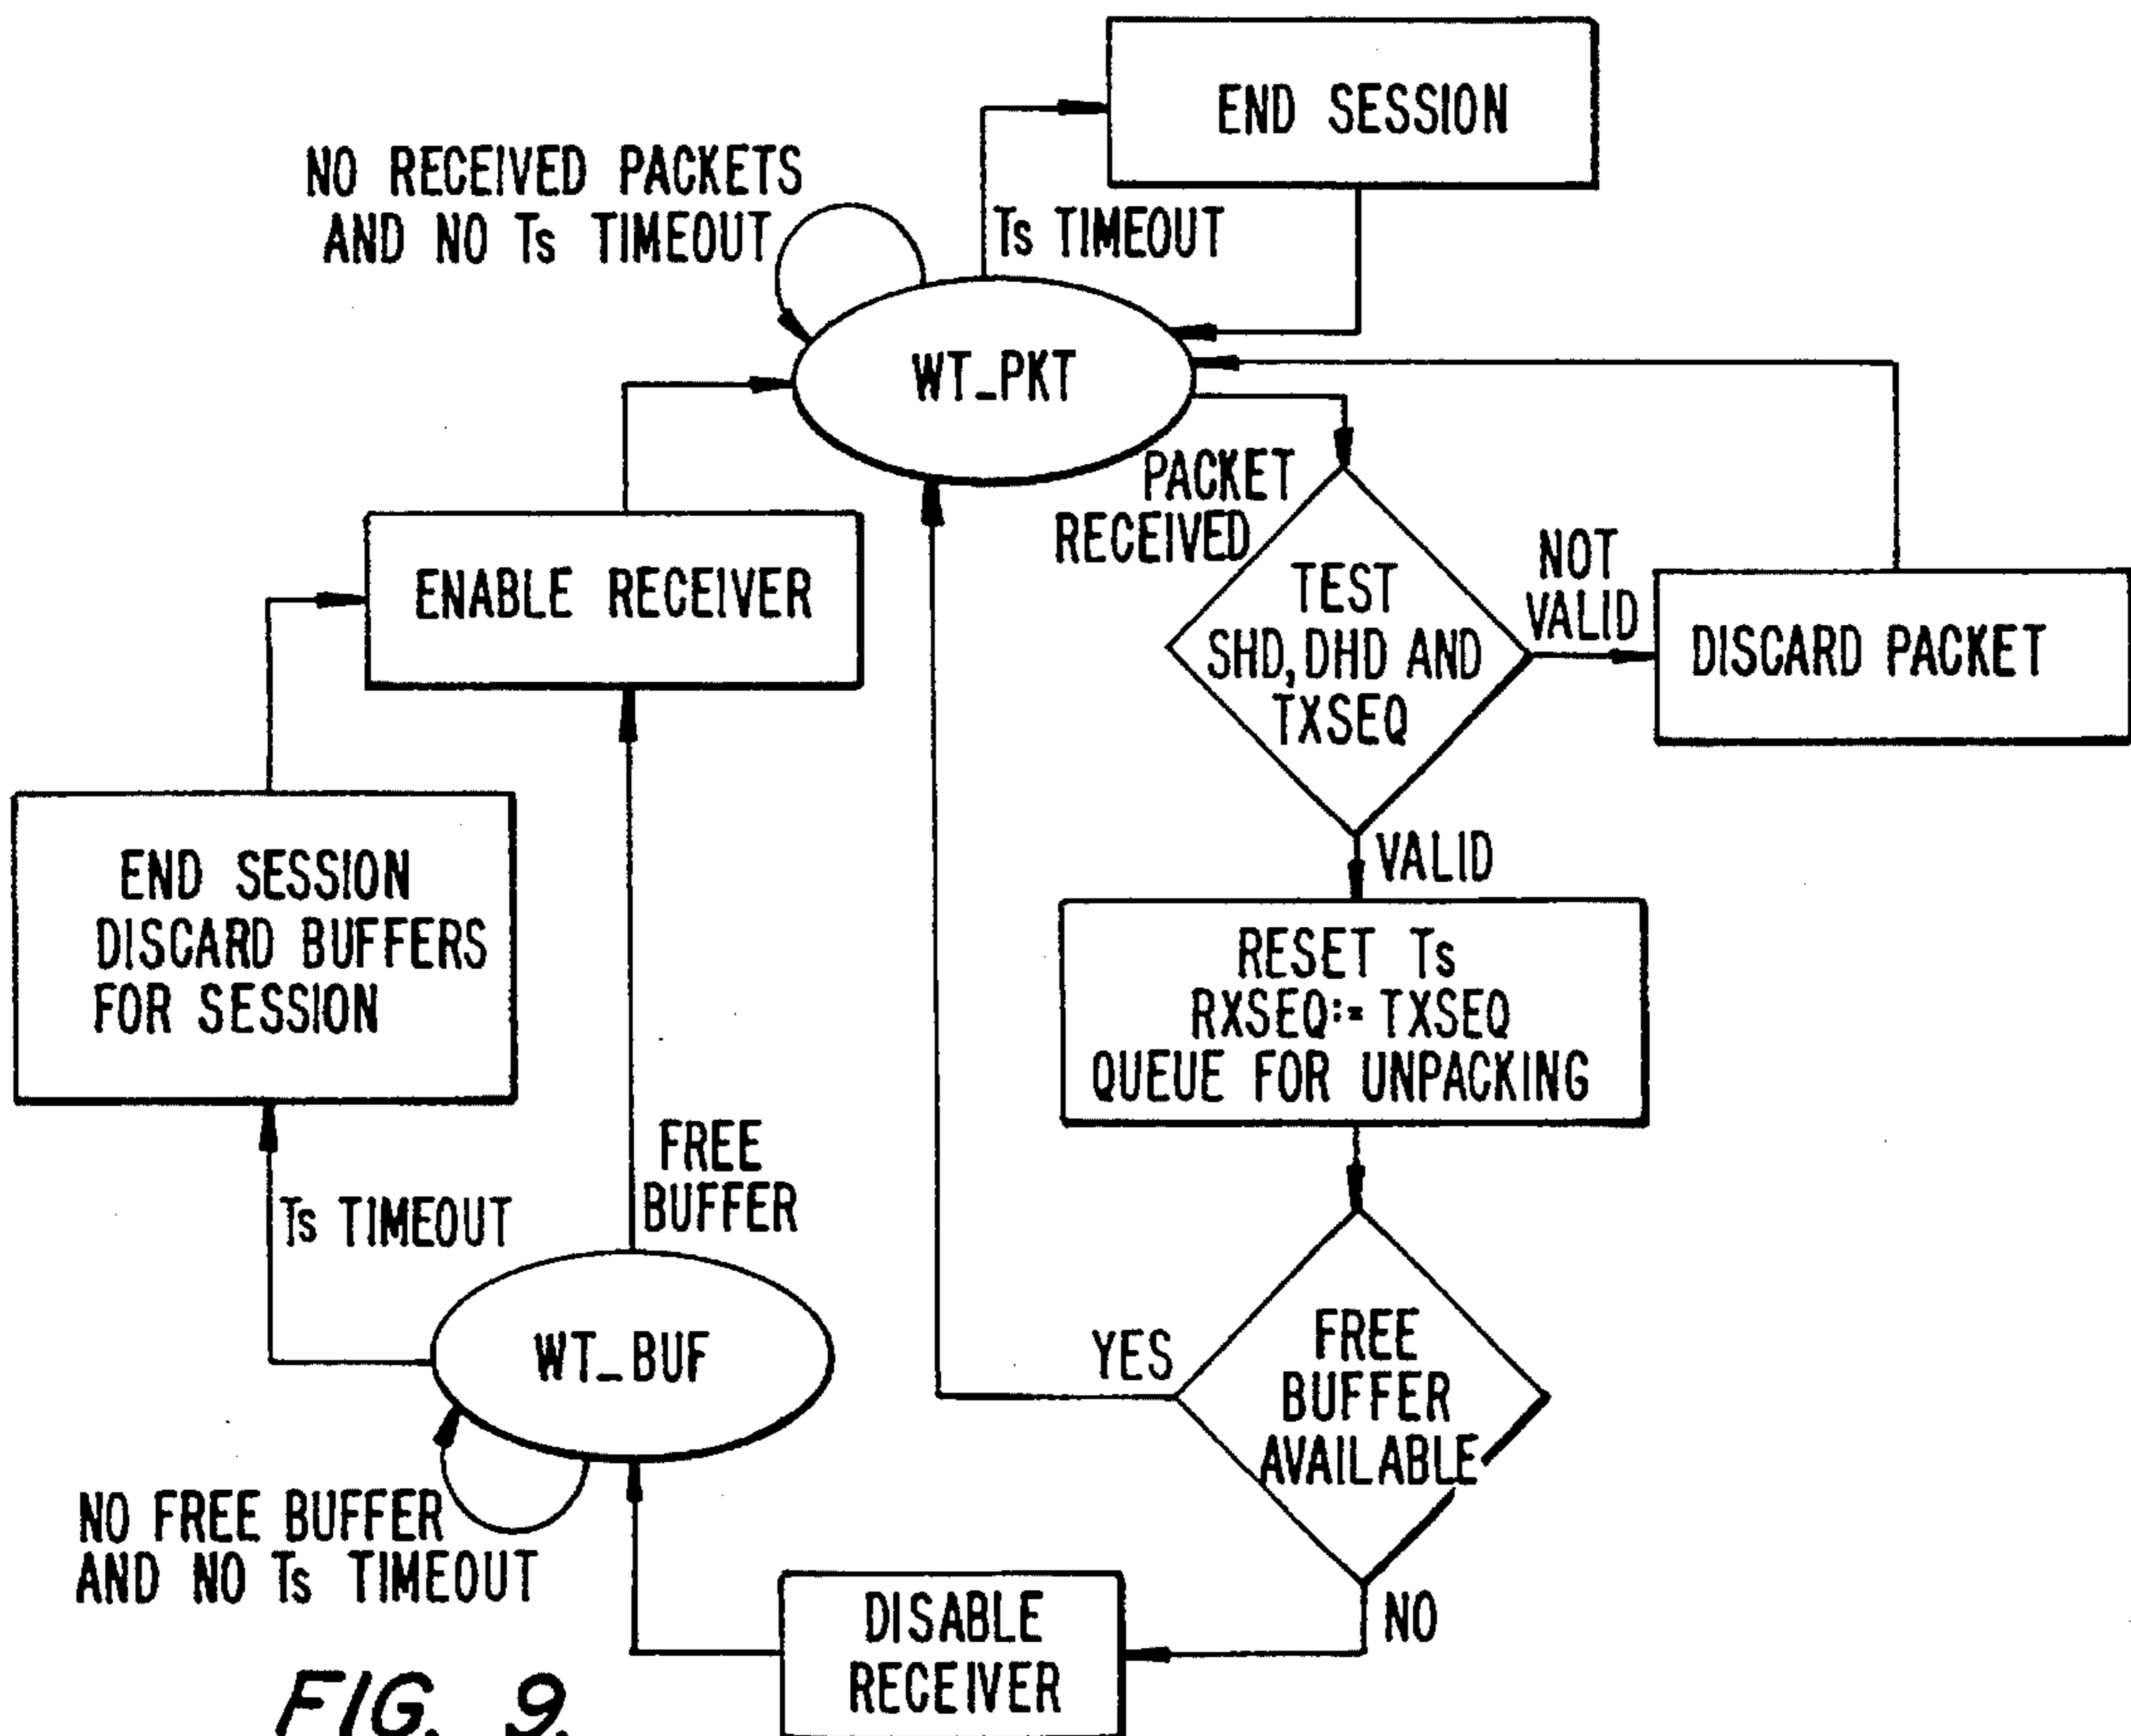 END SESSION
NO RECEIVED PACKETS
AND NO Ts TIMEOUT
Ts TIMEOUT
WT_PKT
PACKET
RECEIVED
ENABLE RECEIVER
TEST
SHD, DHD AND
TXSEQ
NOT
VALID
DISCARD PACKET
VALID
END SESSION
DISCARD BUFFERS
FOR SESSION
RESET Ts
RXSEQ:= TXSEQ
QUEUE FOR UNPACKING
FREE
BUFFER
Ts TIMEOUT
WT_BUF
YES
FREE
BUFFER
AVAILABLE
NO FREE BUFFER
AND NO Ts TIMEOUT
NO
DISABLE
RECEIVER
FIG. 9.